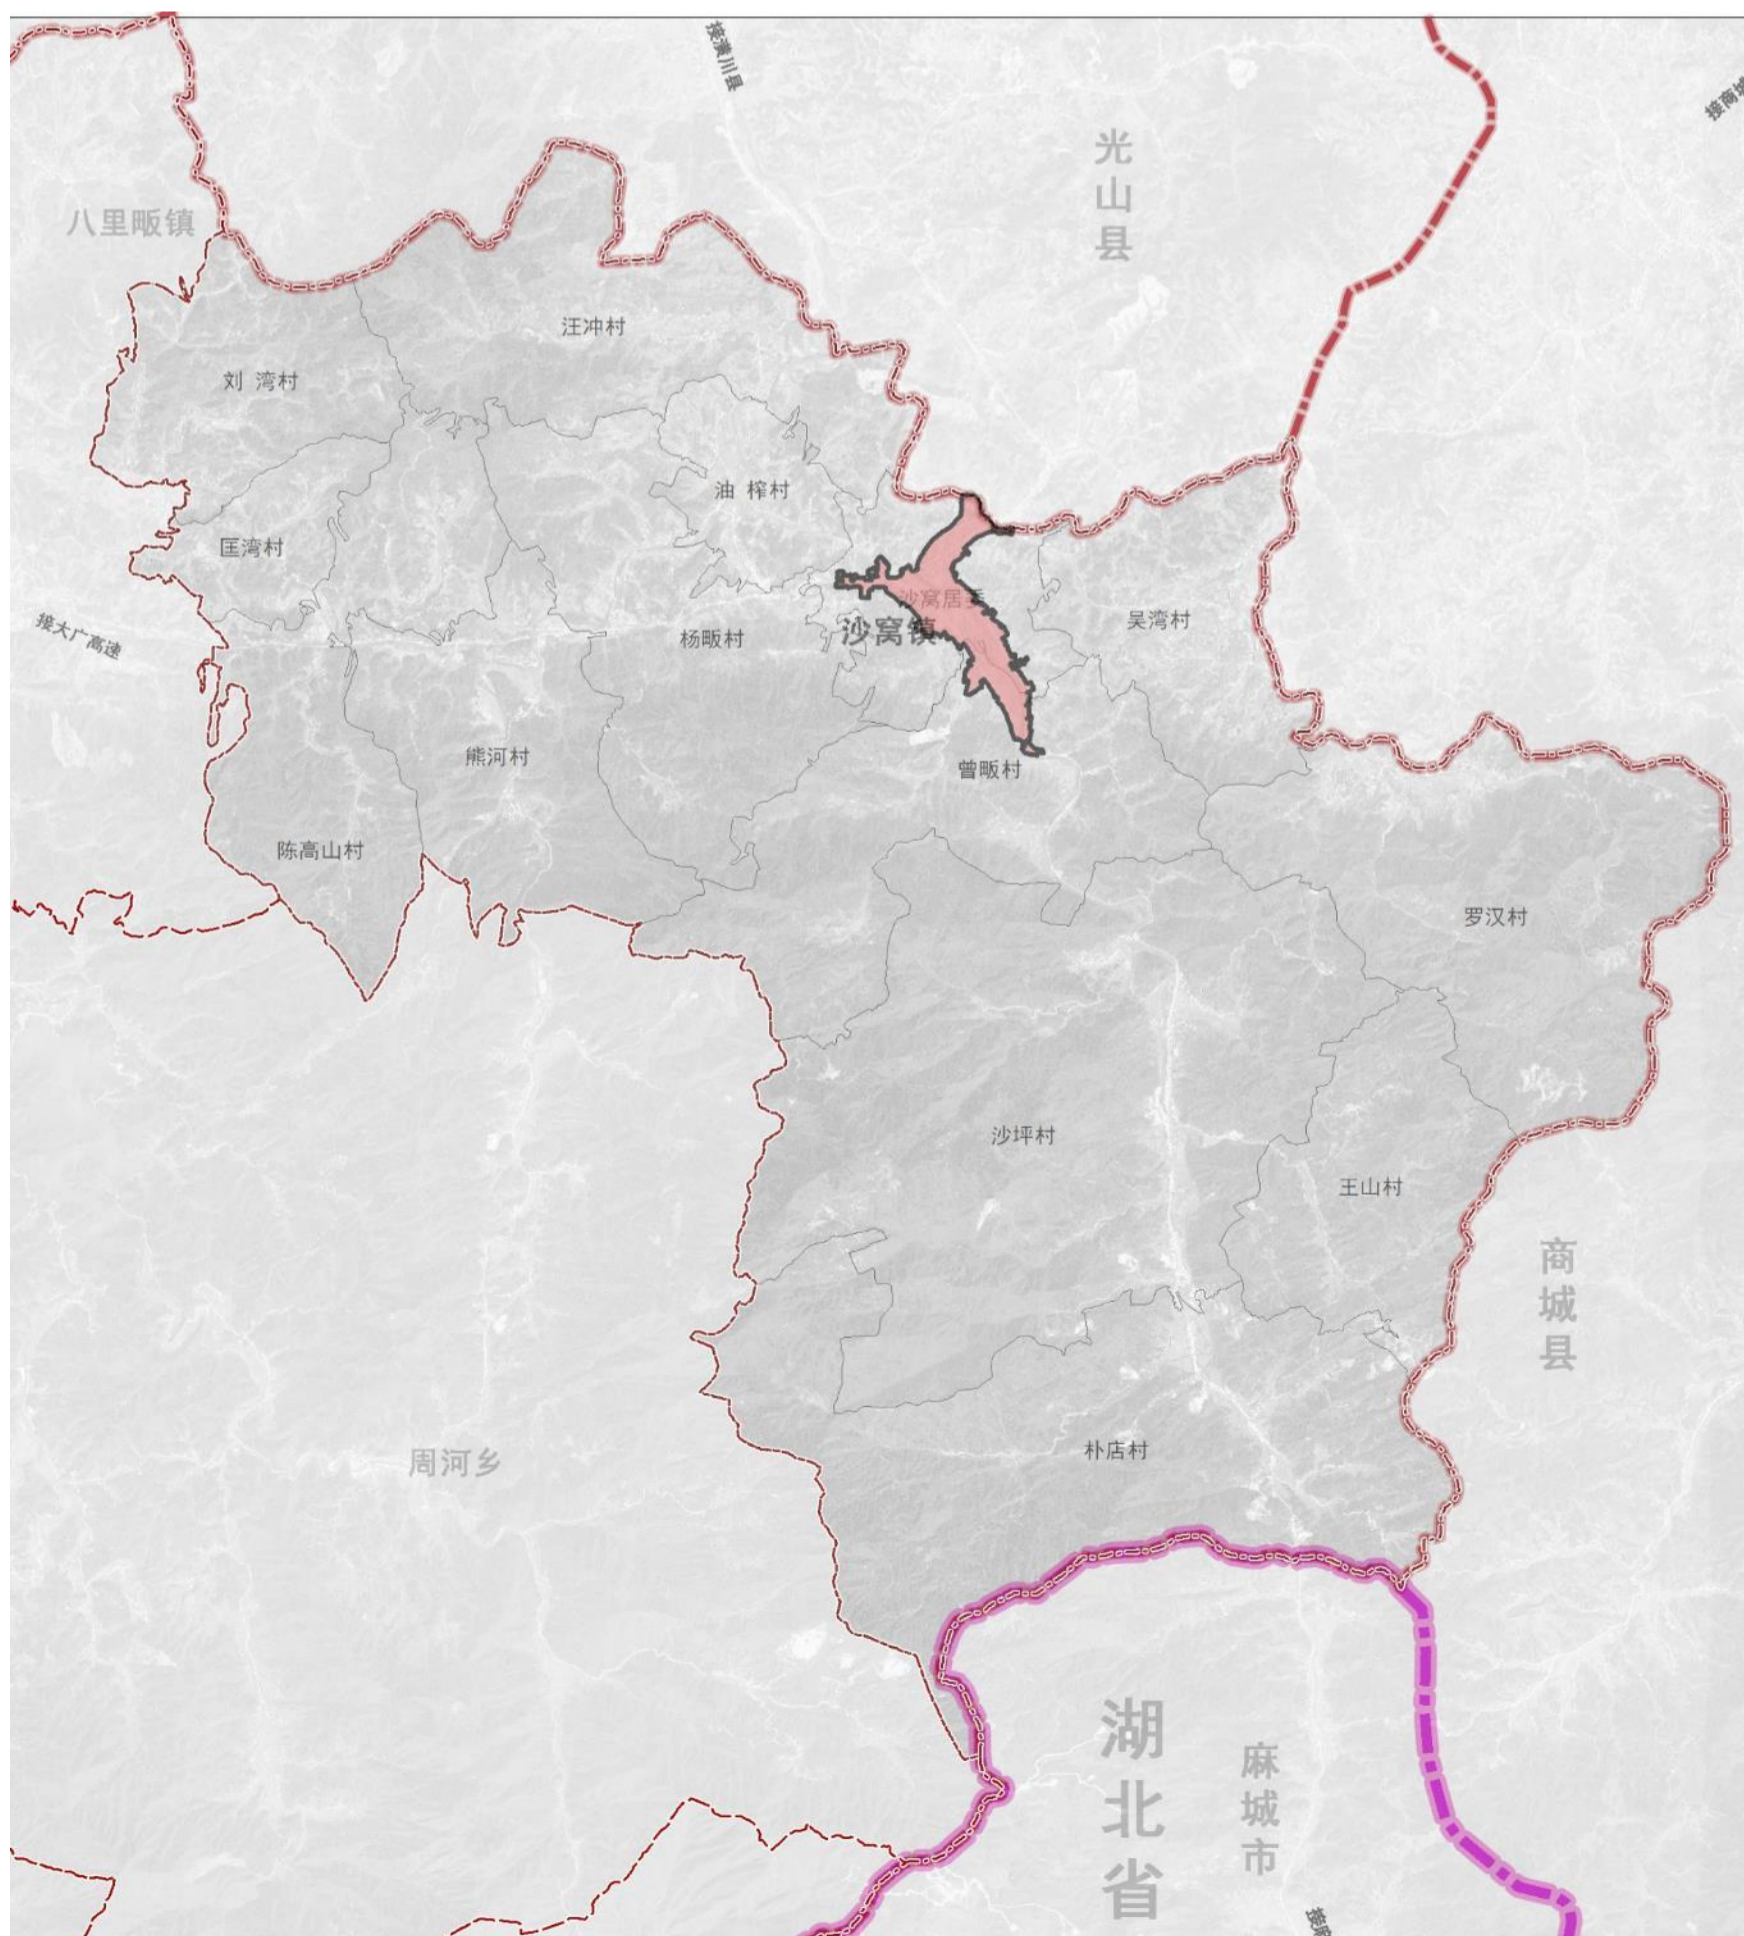 接潢川县
接商城
光山县
八里畈镇
汪冲村
刘 湾村
油 榨村
匡湾村
沙窝居委
接大广高速
杨畈村
沙窝镇
吴湾村
熊河村
曾畈村
陈高山村
罗汉村
沙坪村
王山村
商城县
周河乡
朴店村
湖北省
麻城市